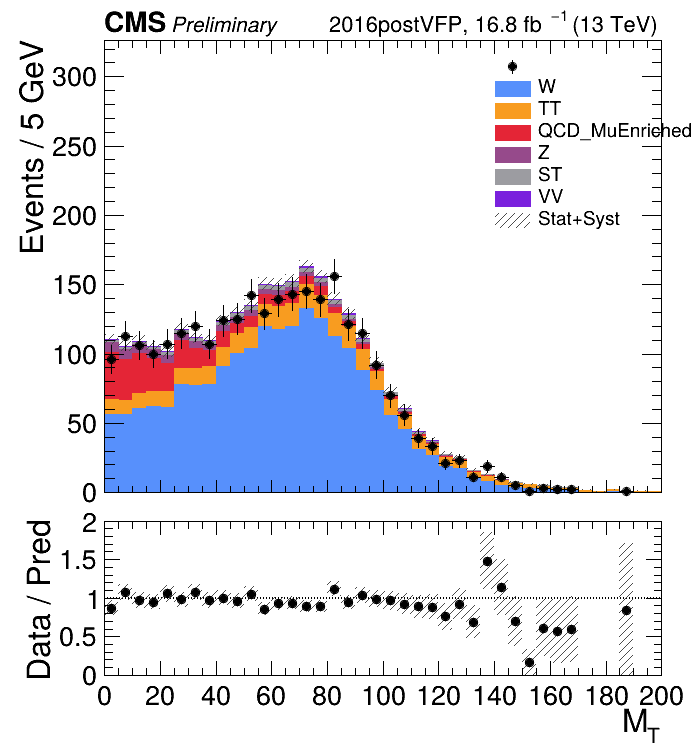 CMS Preliminary 2016postVFP, 16.8 fb⁻¹ (13 TeV)
Events / 5 GeV
300
250
200
150
100
50
0
W
TT
QCD_MuEnriched
Z
ST
VV
Stat+Syst
Data / Pred
2
1.5
1
0.5
0
0 20 40 60 80 100 120 140 160 180 200
M_T